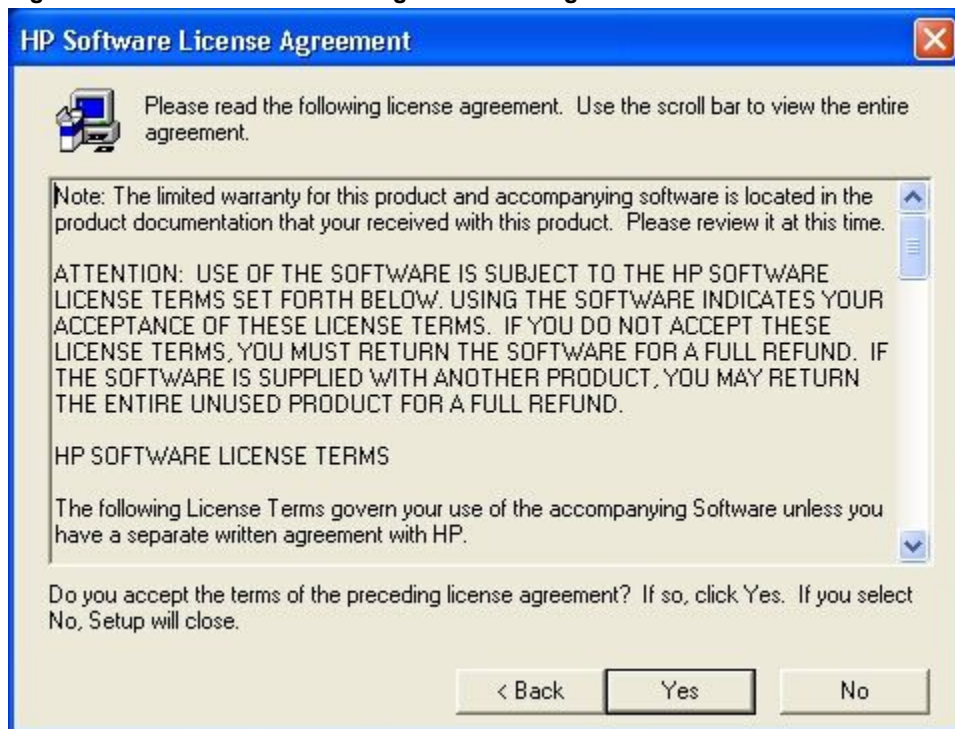 HP Software License Agreement
Please read the following license agreement.  Use the scroll bar to view the entire
agreement.
Note: The limited warranty for this product and accompanying software is located in the
product documentation that your received with this product.  Please review it at this time.
ATTENTION:  USE OF THE SOFTWARE IS SUBJECT TO THE HP SOFTWARE
LICENSE TERMS SET FORTH BELOW. USING THE SOFTWARE INDICATES YOUR
ACCEPTANCE OF THESE LICENSE TERMS.  IF YOU DO NOT ACCEPT THESE
LICENSE TERMS, YOU MUST RETURN THE SOFTWARE FOR A FULL REFUND.  IF
THE SOFTWARE IS SUPPLIED WITH ANOTHER PRODUCT, YOU MAY RETURN
THE ENTIRE UNUSED PRODUCT FOR A FULL REFUND.
HP SOFTWARE LICENSE TERMS
The following License Terms govern your use of the accompanying Software unless you
have a separate written agreement with HP.
Do you accept the terms of the preceding license agreement?  If so, click Yes.  If you select
No, Setup will close.
< Back
Yes
No